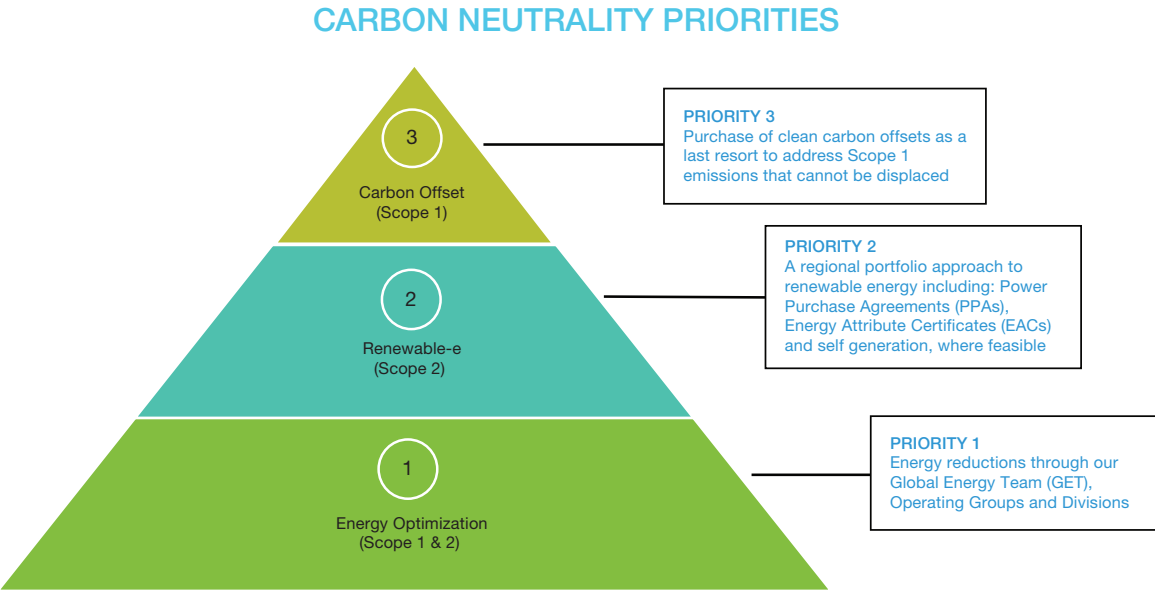 CARBON NEUTRALITY PRIORITIES
3
Carbon Offset
(Scope 1)
PRIORITY 3
Purchase of clean carbon offsets as a
last resort to address Scope 1
emissions that cannot be displaced
2
Renewable-e
(Scope 2)
PRIORITY 2
A regional portfolio approach to
renewable energy including: Power
Purchase Agreements (PPAs),
Energy Attribute Certificates (EACs)
and self generation, where feasible
1
Energy Optimization
(Scope 1 & 2)
PRIORITY 1
Energy reductions through our
Global Energy Team (GET),
Operating Groups and Divisions